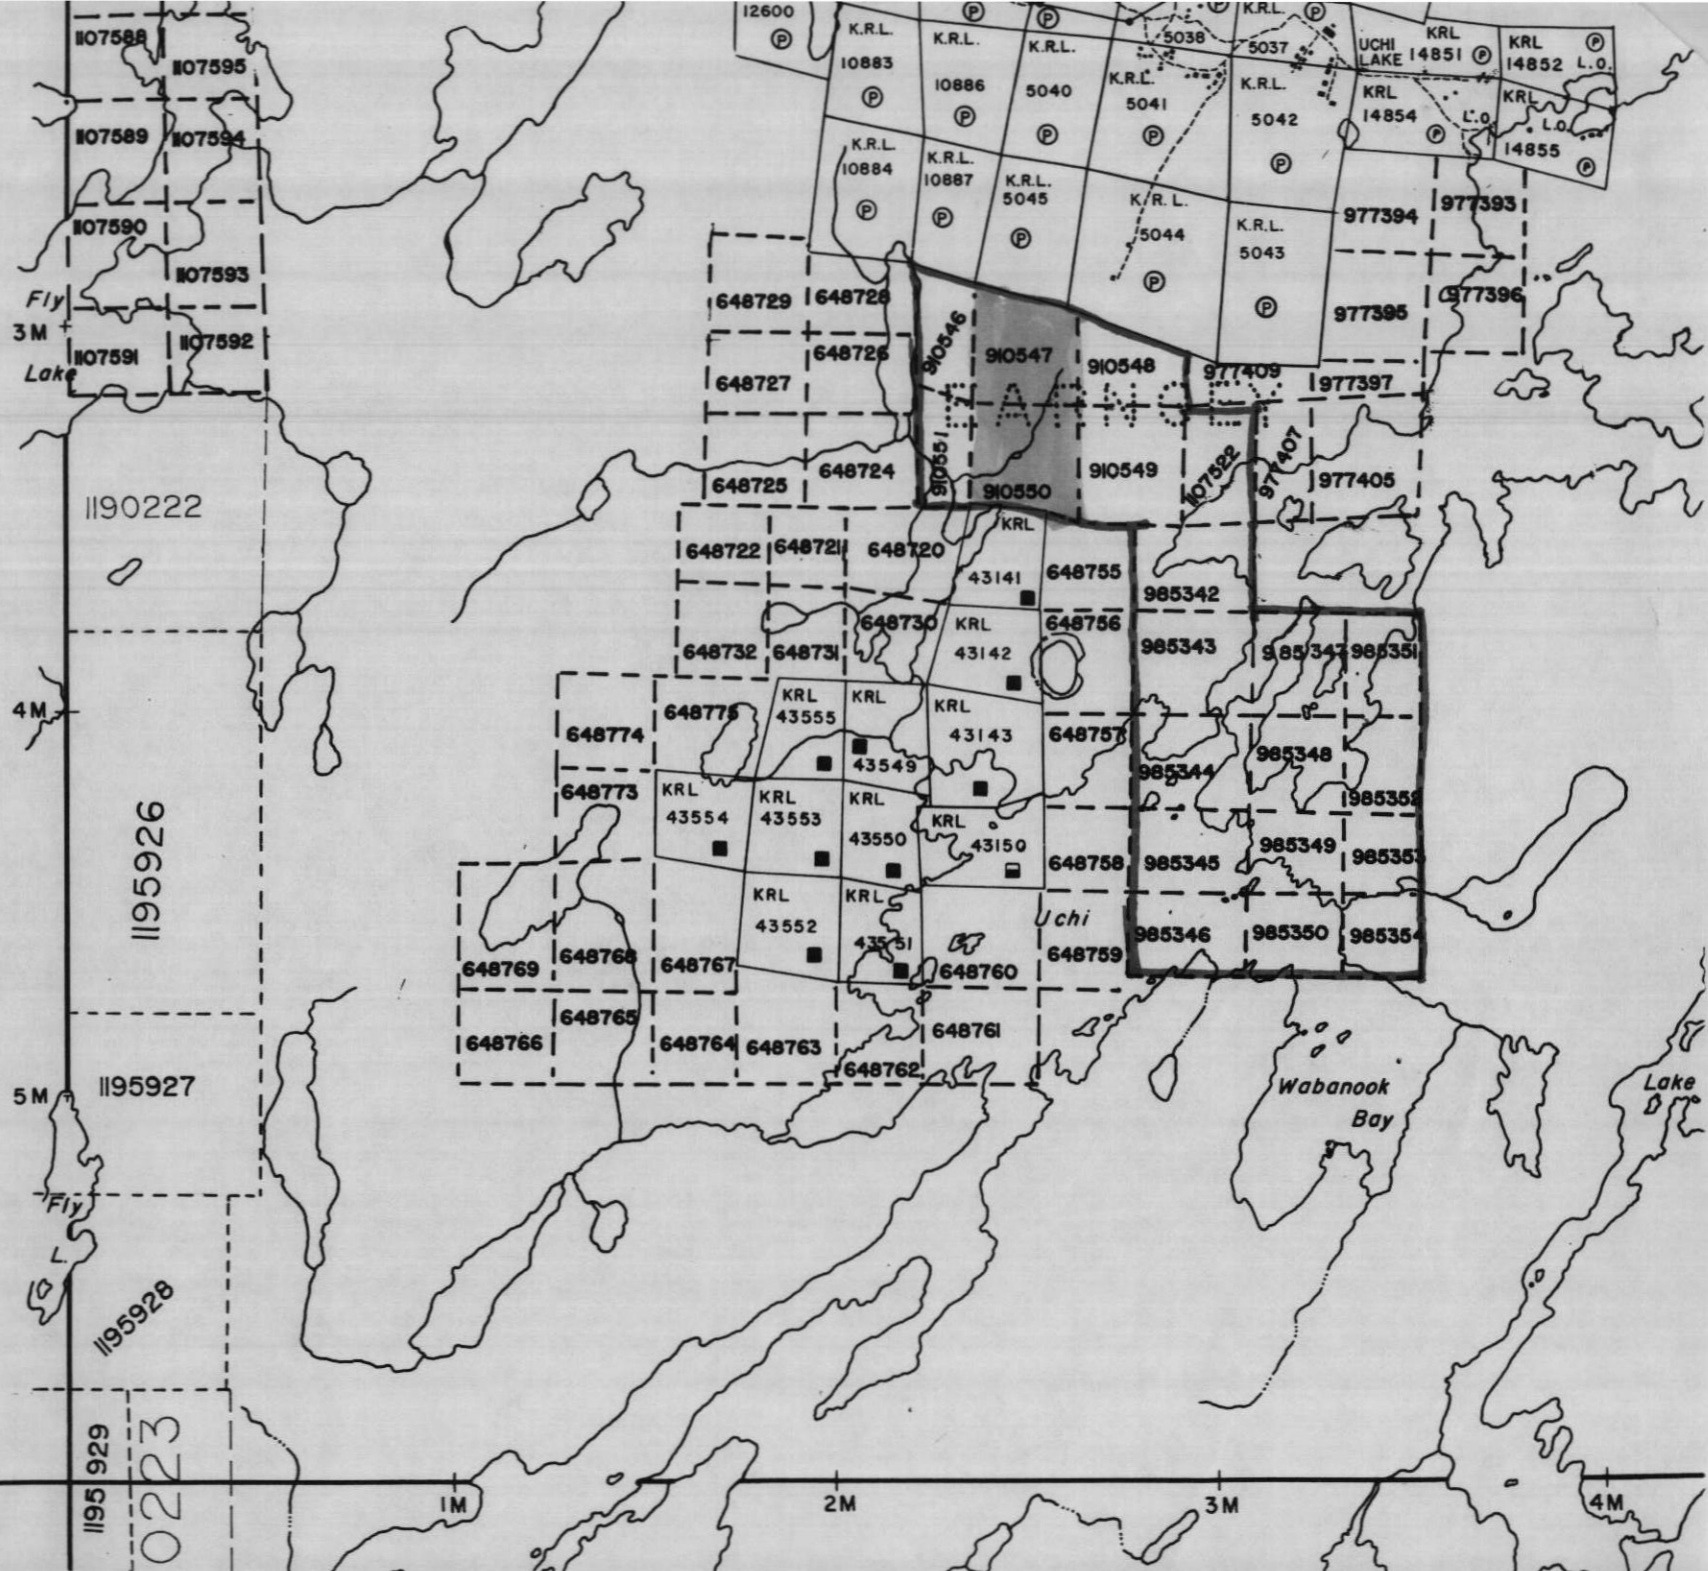 12600
P
K.R.L.
10883
P
K.R.L.
10886
P
P
K.R.L.
5040
P
P
K.R.L.
5041
P
5038
P
K.R.L.
5037
P
K.R.L.
5042
P
UCHI
LAKE
KRL
14851
P
KRL
14852
P
L.O.
KRL
14854
P
L.O.
KRL
L.O.
14855
P
K.R.L.
10884
P
K.R.L.
10887
P
K.R.L.
5045
P
K.R.L.
5044
P
K.R.L.
5043
P
1107588
1107595
1107589
1107594
1107590
1107593
Fly
3M
1107591
1107592
Lake
977394
977393
977395
977396
648729
648728
648727
648726
648725
648724
910546
910547
910548
977409
977397
910551
910550
910549
1107522
977407
977405
1190222
648722
648721
648720
KRL
43141
648755
985342
648732
648731
648730
KRL
43142
648756
985343
985347
985351
4M
648774
648775
KRL
43555
KRL
43549
KRL
43143
648757
985344
985348
985352
648773
KRL
43554
KRL
43553
KRL
43550
KRL
43150
648758
985345
985349
985353
1195926
KRL
43552
KRL
43551
Uchi
648769
648768
648767
648760
648759
985346
985350
985354
648766
648765
648764
648763
648762
648761
5M
1195927
Wabanook
Bay
Lake
Fly
L.
1195928
1195929
0223
1M
2M
3M
4M